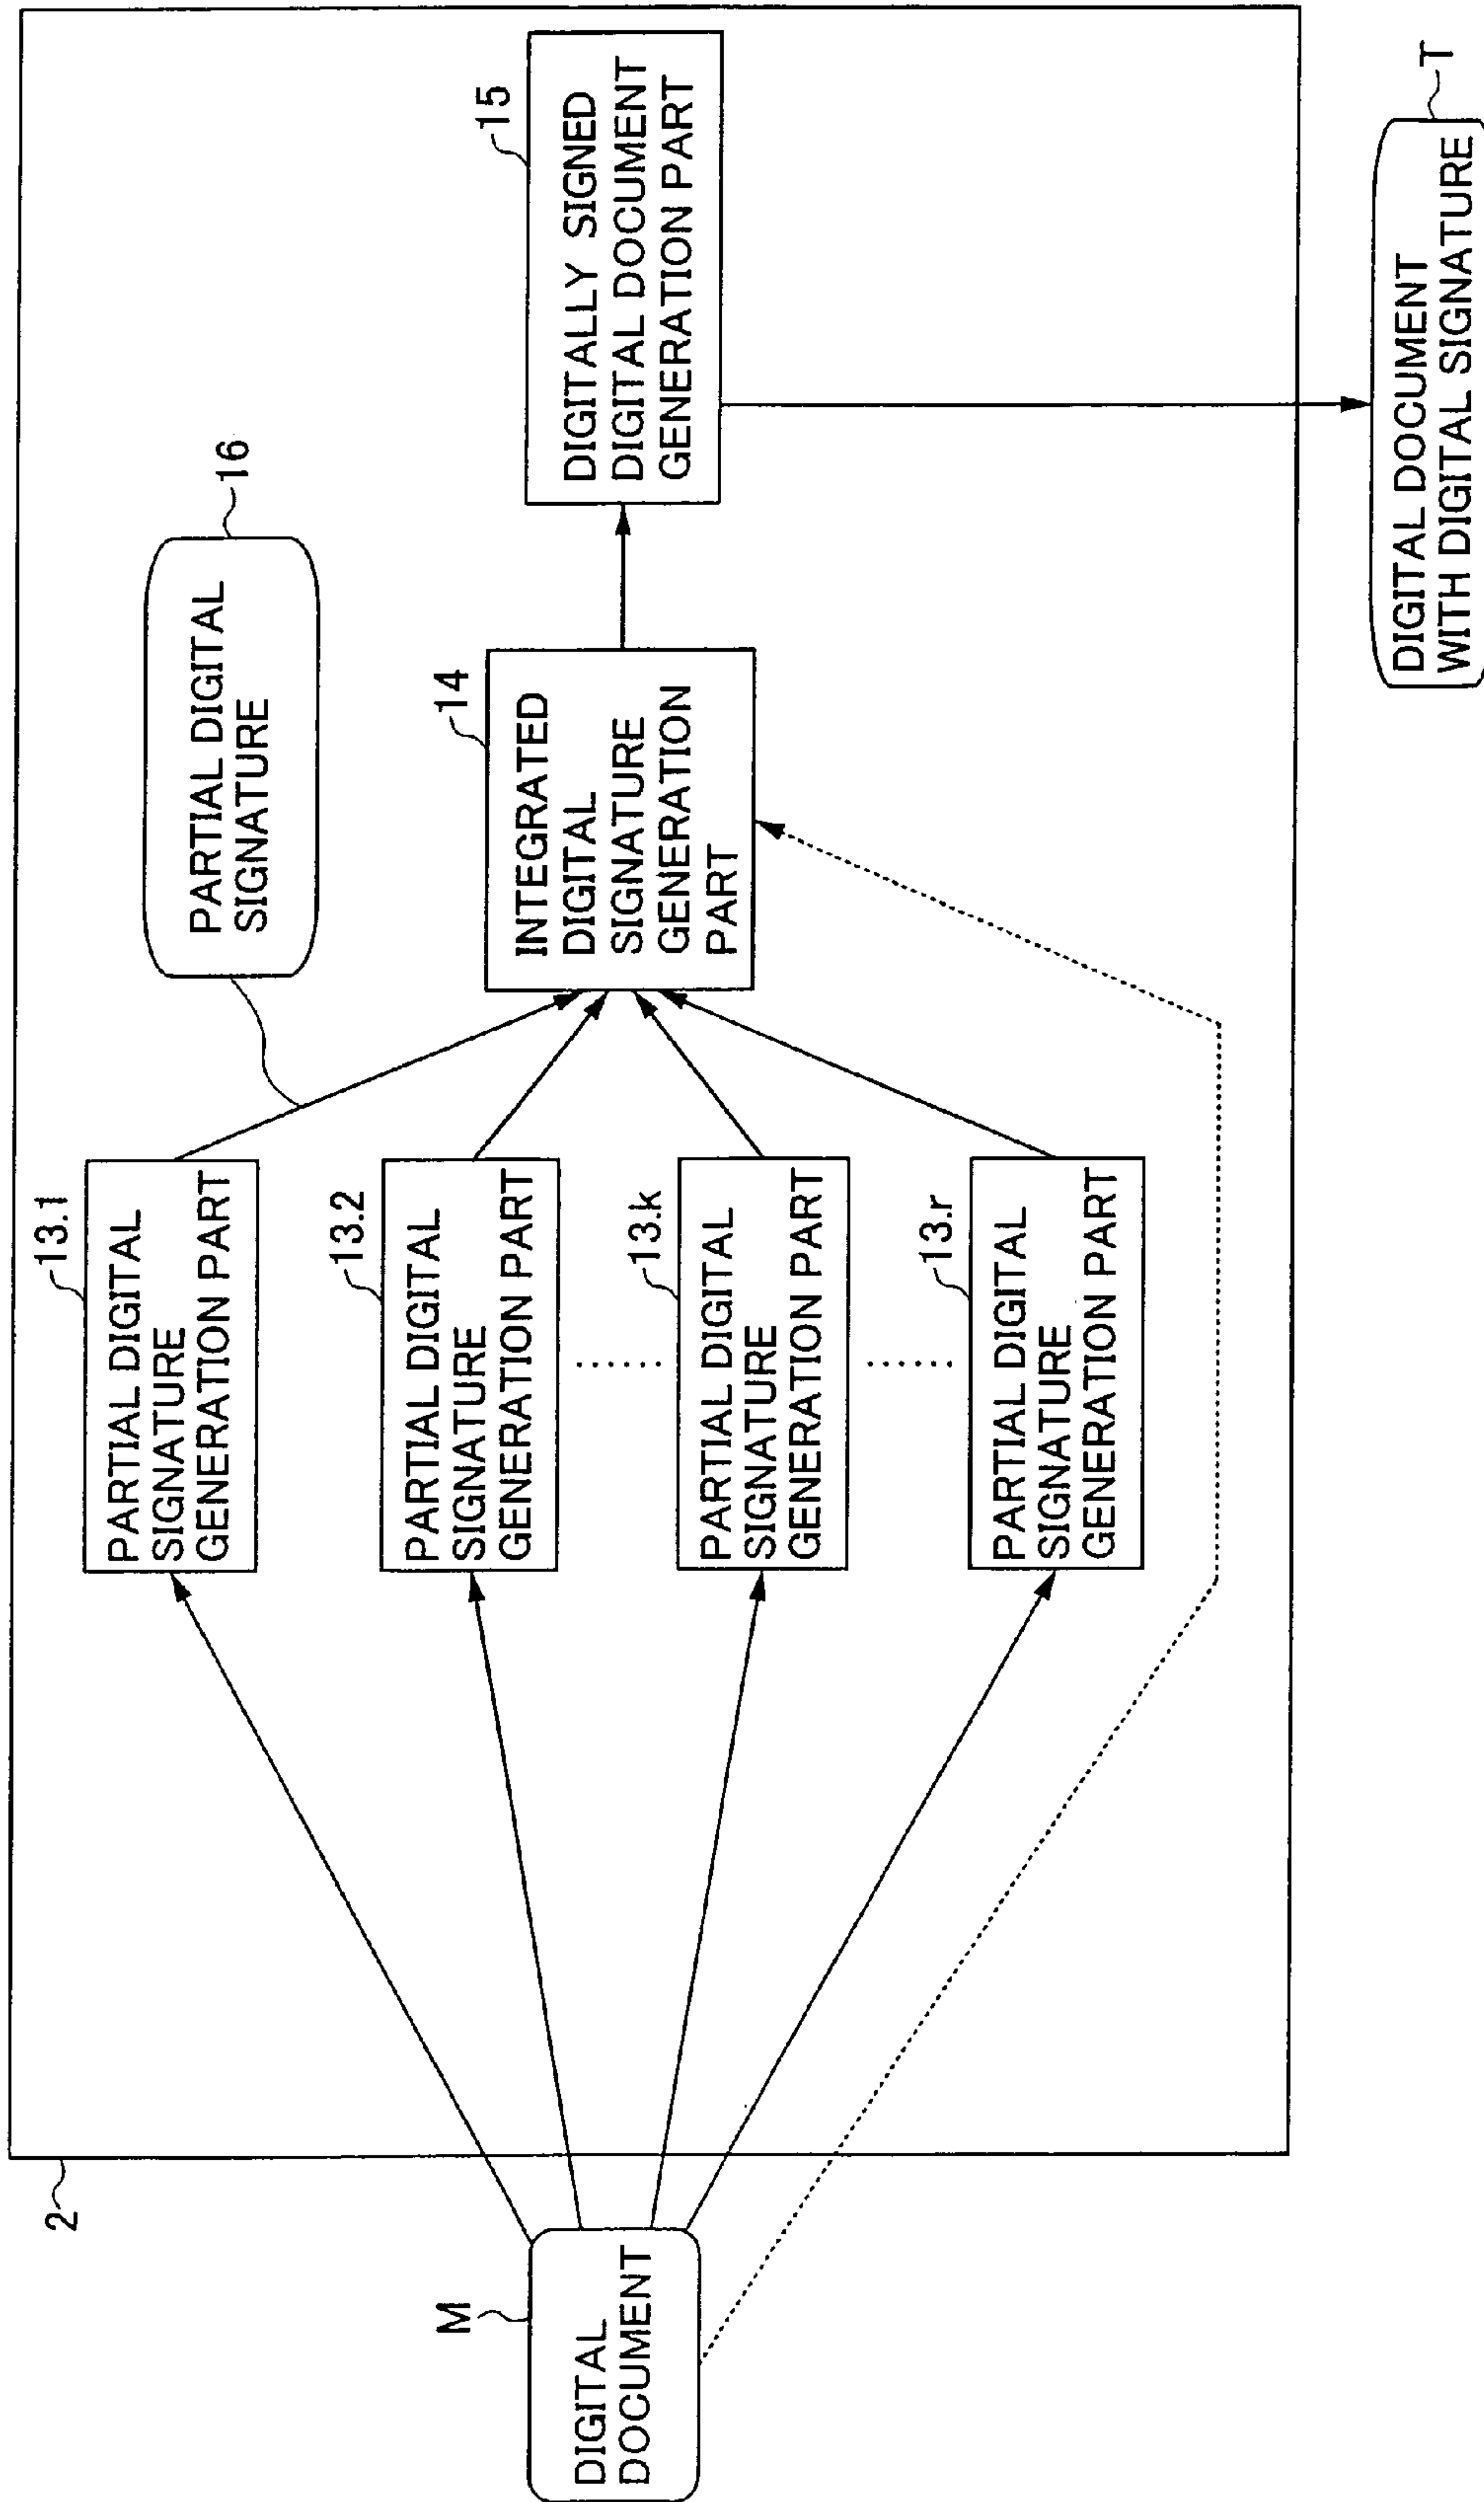 2
M
DIGITAL
DOCUMENT
13.1
PARTIAL DIGITAL
SIGNATURE
GENERATION PART
13.2
PARTIAL DIGITAL
SIGNATURE
GENERATION PART
13.k
PARTIAL DIGITAL
SIGNATURE
GENERATION PART
13.r
PARTIAL DIGITAL
SIGNATURE
GENERATION PART
16
PARTIAL DIGITAL
SIGNATURE
14
INTEGRATED
DIGITAL
SIGNATURE
GENERATION
PART
15
DIGITALLY SIGNED
DIGITAL DOCUMENT
GENERATION PART
T
DIGITAL DOCUMENT
WITH DIGITAL SIGNATURE